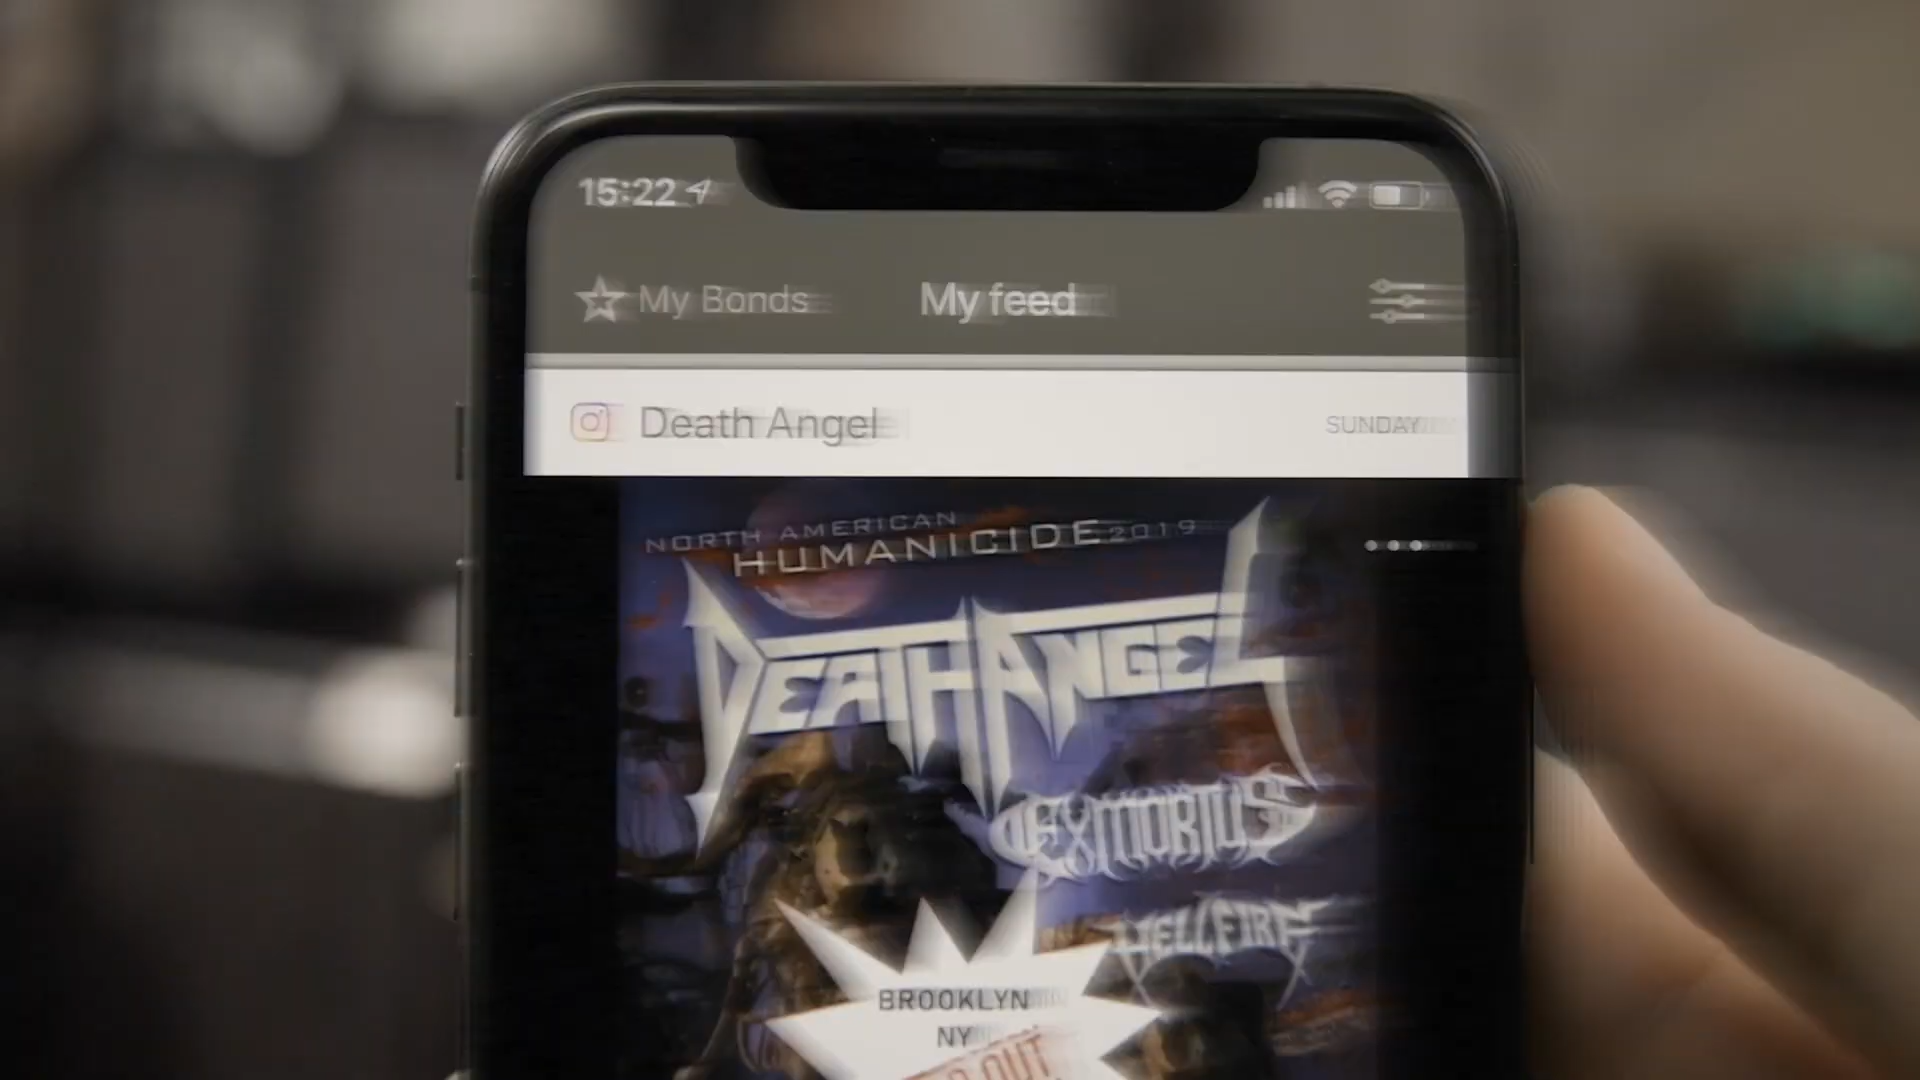 15:22
My Bonds
My feed
Death Angel
SUNDAY
NORTH AMERICAN
HUMANICIDE 2019
DEATH ANGEL
EXMORTUS
HELLFIRE
BROOKLYN
NY
OUT